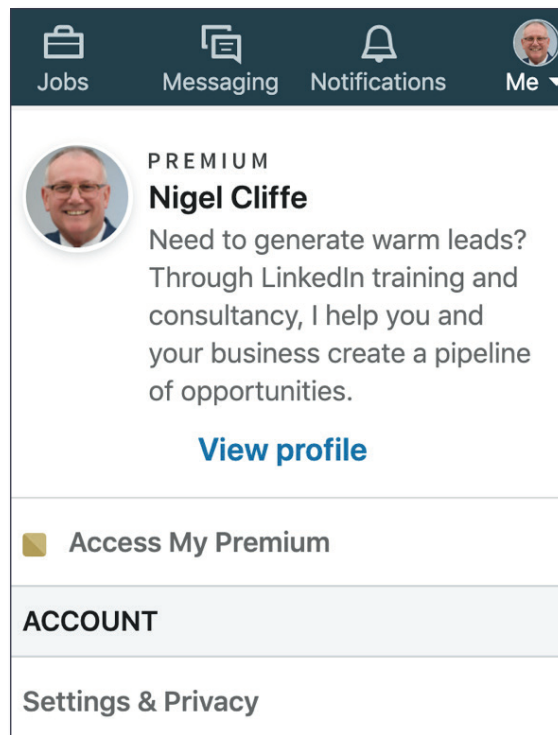 Jobs
Messaging
Notifications
Me
PREMIUM
Nigel Cliffe
Need to generate warm leads?
Through LinkedIn training and
consultancy, I help you and
your business create a pipeline
of opportunities.
View profile
Access My Premium
ACCOUNT
Settings & Privacy